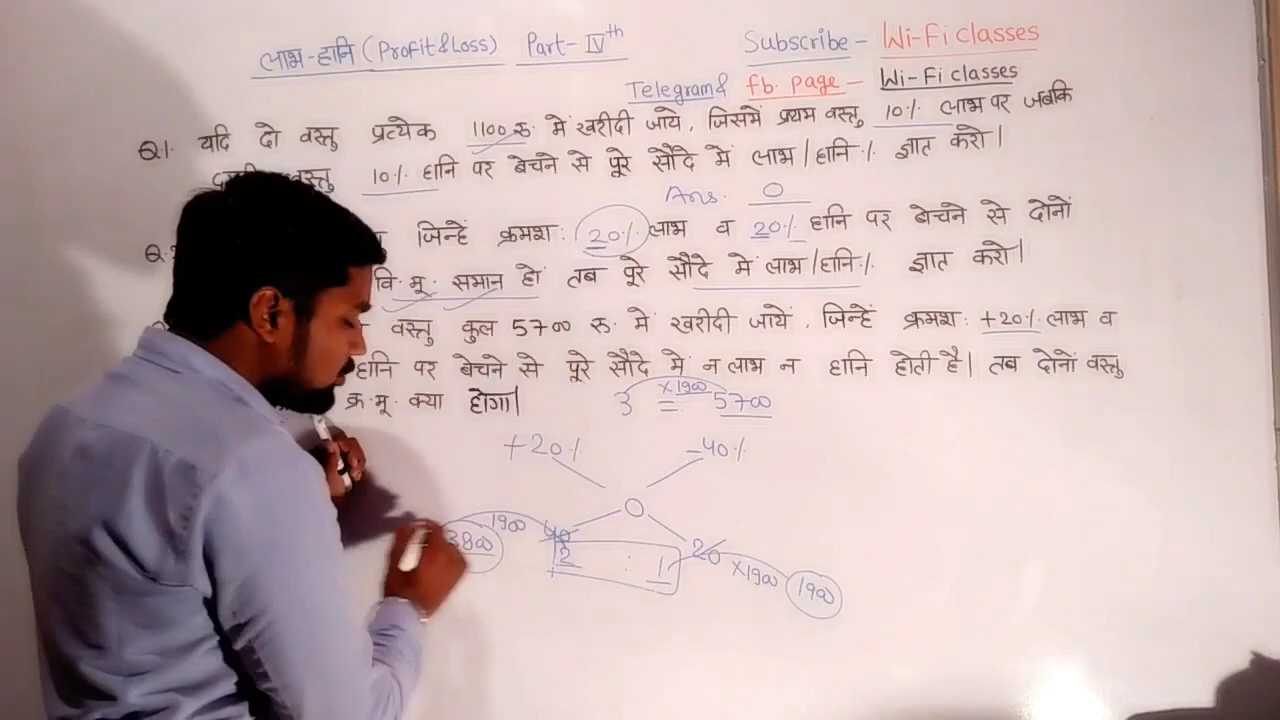 लाभ-हानि (Profit&Loss) Part- IVth
Subscribe - Wi-Fi classes
Telegram& fb. Page - Wi-Fi classes
Q.1. यदि दो वस्तु प्रत्येक 1100 रु. में खरीदी जाये, जिसमें प्रथम वस्तु 10% लाभ पर जबकि
वस्तु 10% हानि पर बेचने से पूरे सौदे में लाभ/हानि% ज्ञात करो।
Ans. 0
जिन्हें क्रमशः 20% लाभ व 20% हानि पर बेचने से दोनों
वि.मू. समान हो तब पूरे सौदे में लाभ/हानि% ज्ञात करो।
वस्तु कुल 5700 रु. में खरीदी जायें, जिन्हें क्रमशः +20% लाभ व
हानि पर बेचने से पूरे सौदे में न लाभ न हानि होती है। तब दोनों वस्तु
क्र.मू. क्या होगा।
3 = 5700
×1900
+20% -40%
0
3800 1900 40 20 ×1900 1900
2 : 1